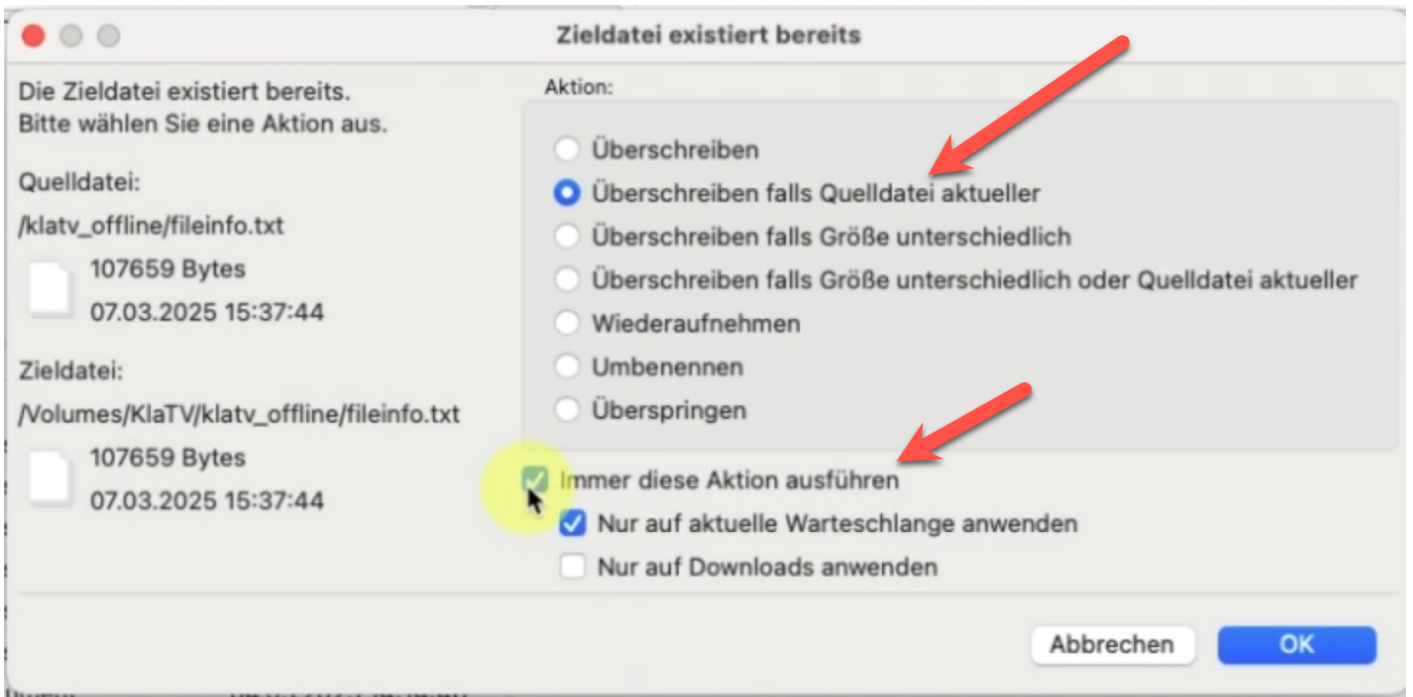 Zieldatei existiert bereits
Die Zieldatei existiert bereits.
Bitte wählen Sie eine Aktion aus.
Quelldatei:
/klatv_offline/fileinfo.txt
107659 Bytes
07.03.2025 15:37:44
Zieldatei:
/Volumes/KlaTV/klatv_offline/fileinfo.txt
107659 Bytes
07.03.2025 15:37:44
Aktion:
Überschreiben
Überschreiben falls Quelldatei aktueller
Überschreiben falls Größe unterschiedlich
Überschreiben falls Größe unterschiedlich oder Quelldatei aktueller
Wiederaufnehmen
Umbenennen
Überspringen
Immer diese Aktion ausführen
Nur auf aktuelle Warteschlange anwenden
Nur auf Downloads anwenden
Abbrechen
OK